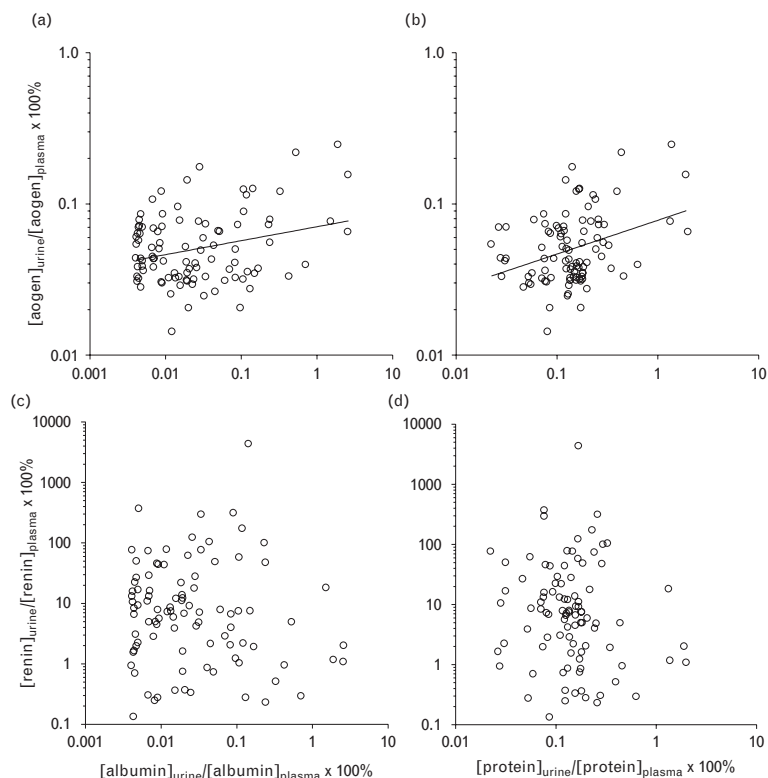 (a)
(b)
1.0
0.1
0.01
[aogen]urine/[aogen]plasma x 100%
0.001 0.01 0.1 1 10
1.0
0.1
0.01
0.01 0.1 1 10
(c)
(d)
10000
1000
100
10
1
0.1
[renin]urine/[renin]plasma x 100%
0.001 0.01 0.1 1 10
[albumin]urine/[albumin]plasma x 100%
10000
1000
100
10
1
0.1
0.01 0.1 1 10
[protein]urine/[protein]plasma x 100%